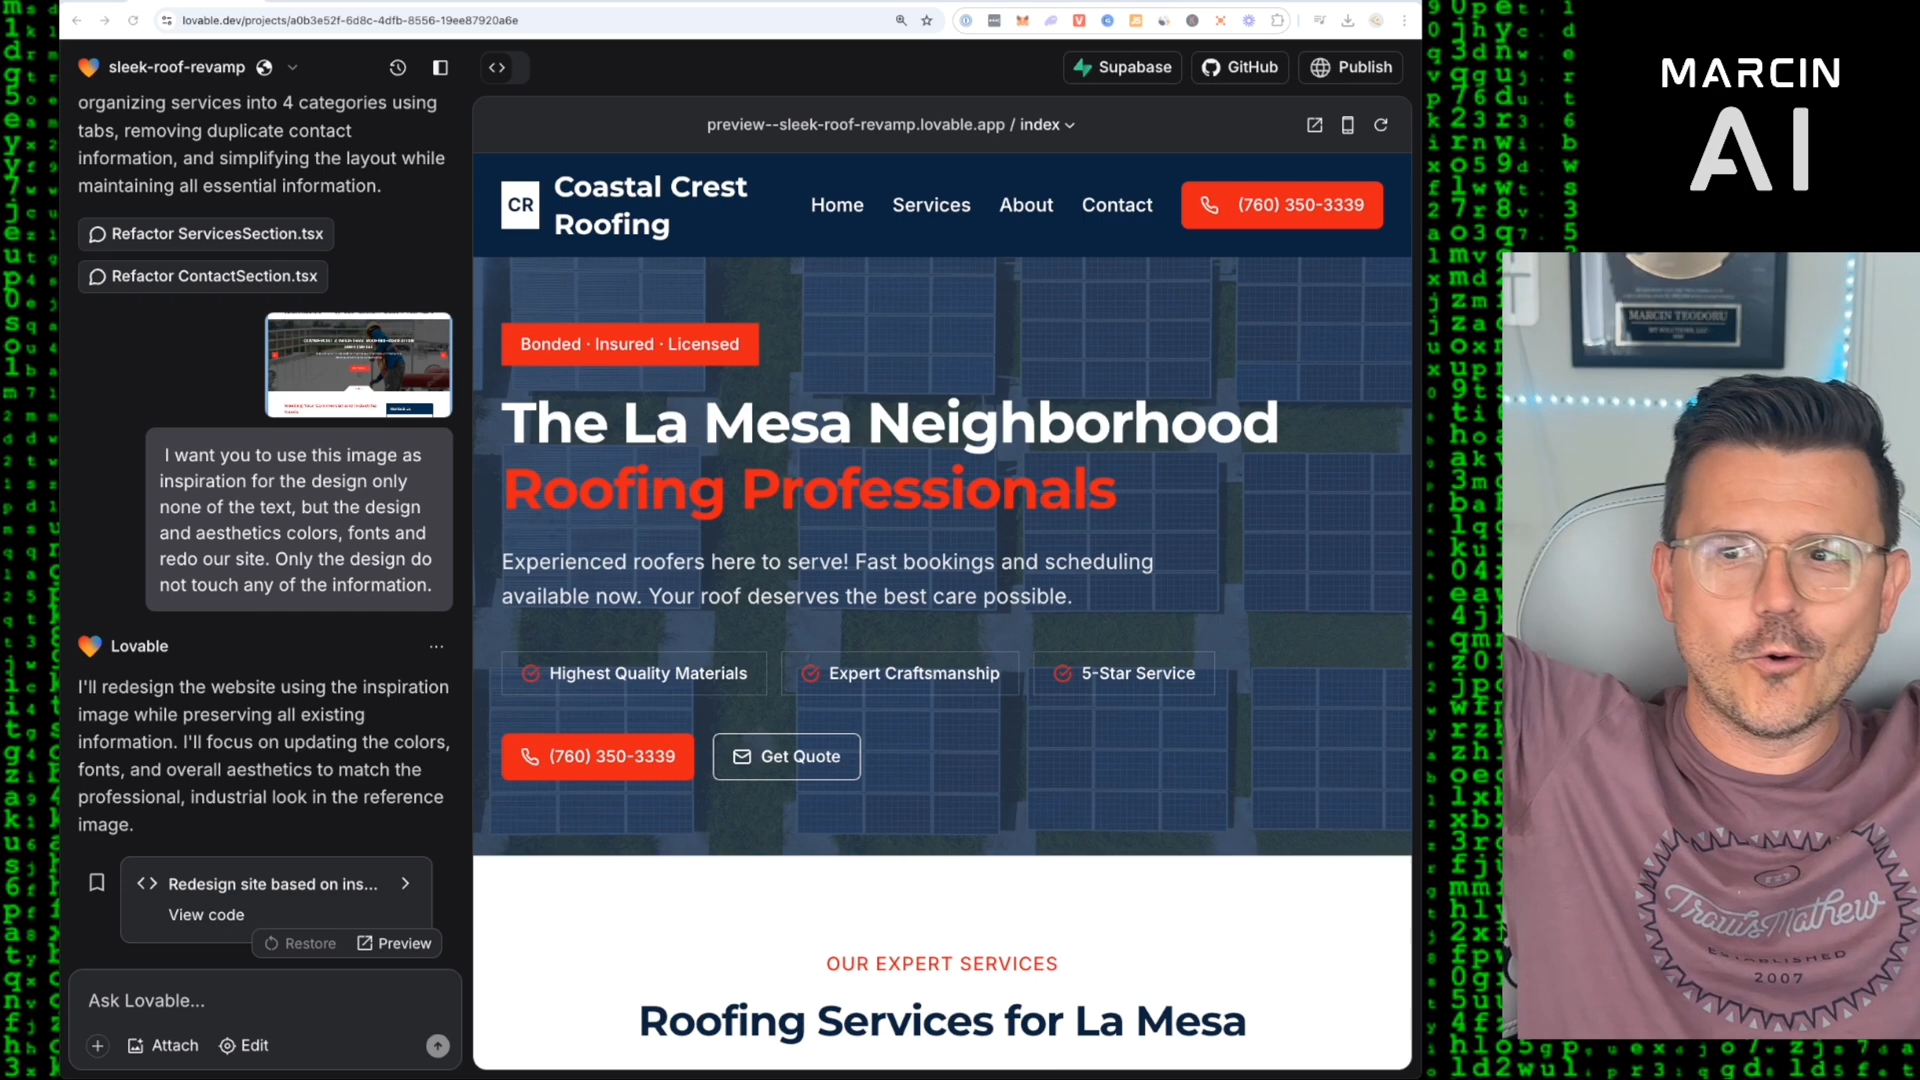 lovable.dev/projects/a0b3e52f-6d8c-4dfb-8556-19ee87920a6e
sleek-roof-revamp
Supabase
GitHub
Publish
organizing services into 4 categories using
tabs, removing duplicate contact
information, and simplifying the layout while
maintaining all essential information.
Refactor ServicesSection.tsx
Refactor ContactSection.tsx
I want you to use this image as
inspiration for the design only
none of the text, but the design
and aesthetics colors, fonts and
redo our site. Only the design do
not touch any of the information.
Lovable
I'll redesign the website using the inspiration
image while preserving all existing
information. I'll focus on updating the colors,
fonts, and overall aesthetics to match the
professional, industrial look in the reference
image.
Redesign site based on ins...
View code
Restore
Preview
Ask Lovable...
Attach
Edit
preview--sleek-roof-revamp.lovable.app / index
CR
Coastal Crest
Roofing
Home
Services
About
Contact
(760) 350-3339
Bonded · Insured · Licensed
The La Mesa Neighborhood
Roofing Professionals
Experienced roofers here to serve! Fast bookings and scheduling
available now. Your roof deserves the best care possible.
Highest Quality Materials
Expert Craftsmanship
5-Star Service
(760) 350-3339
Get Quote
OUR EXPERT SERVICES
Roofing Services for La Mesa
MARCIN
AI
MARCIN TEODORU
TravisMathew
ESTABLISHED
2007